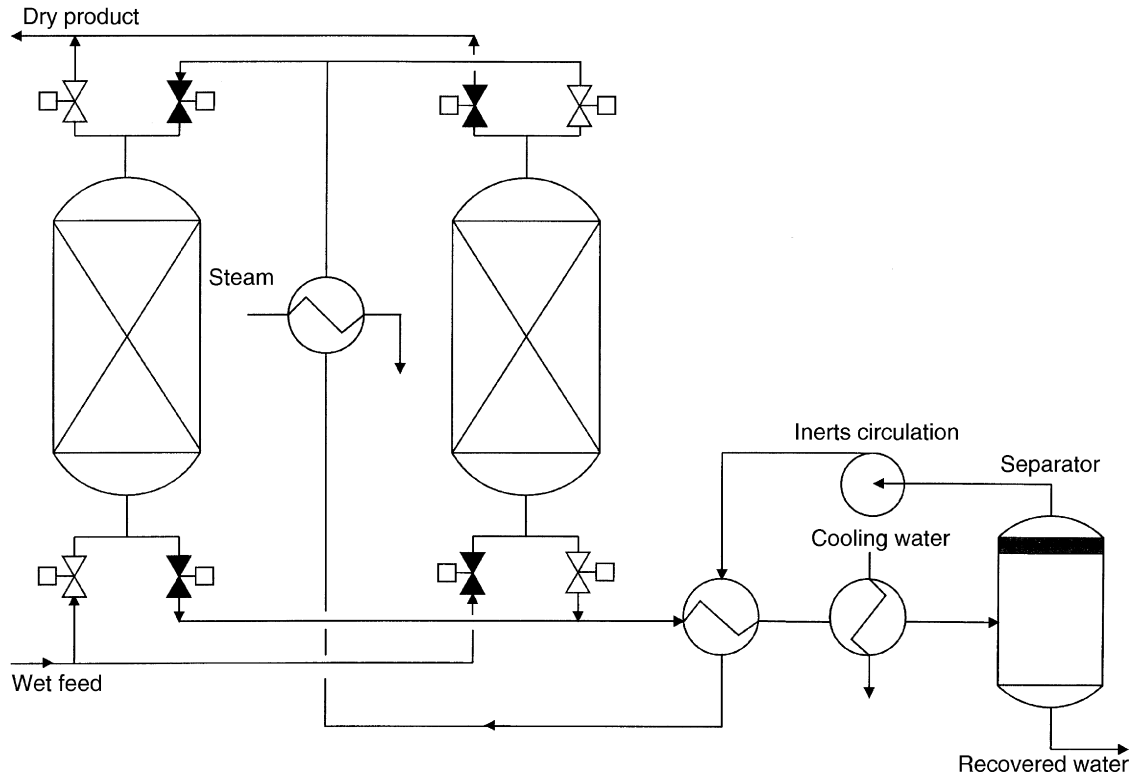 Dry product
Steam
Inerts circulation
Separator
Cooling water
Wet feed
Recovered water